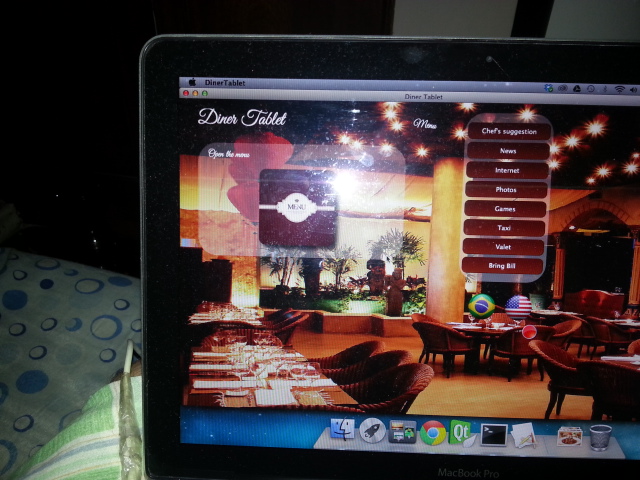 DinerTablet
Diner Tablet
Diner Tablet
Menu
Open the menu
MENU
Chef's suggestion
News
Internet
Photos
Games
Taxi
Valet
Bring Bill
Qt
MacBook Pro